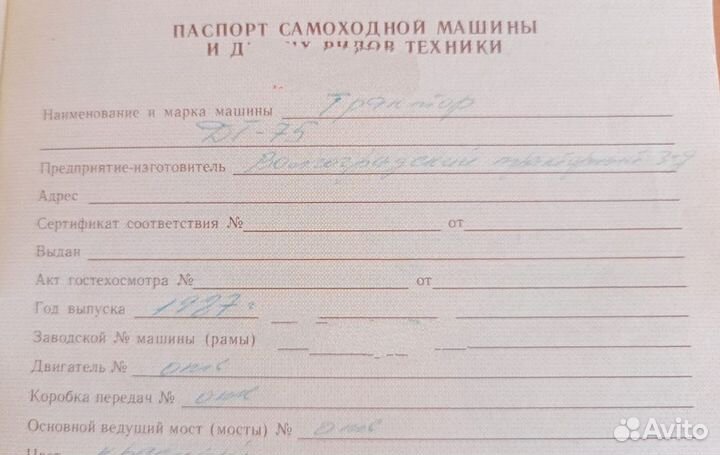 ПАСПОРТ САМОХОДНОЙ МАШИНЫ
И ВИДОВ ТЕХНИКИ
Наименование и марка машины Трактор
ДТ-75
Предприятие-изготовитель Волгоградский тракторный з-д
Адрес
Сертификат соответствия № от
Выдан
Акт гостехосмотра № от
Год выпуска 1987 г
Заводской № машины (рамы)
Двигатель № отс
Коробка передач № отс
Основной ведущий мост (мосты) № отс
Цвет красный
Avito